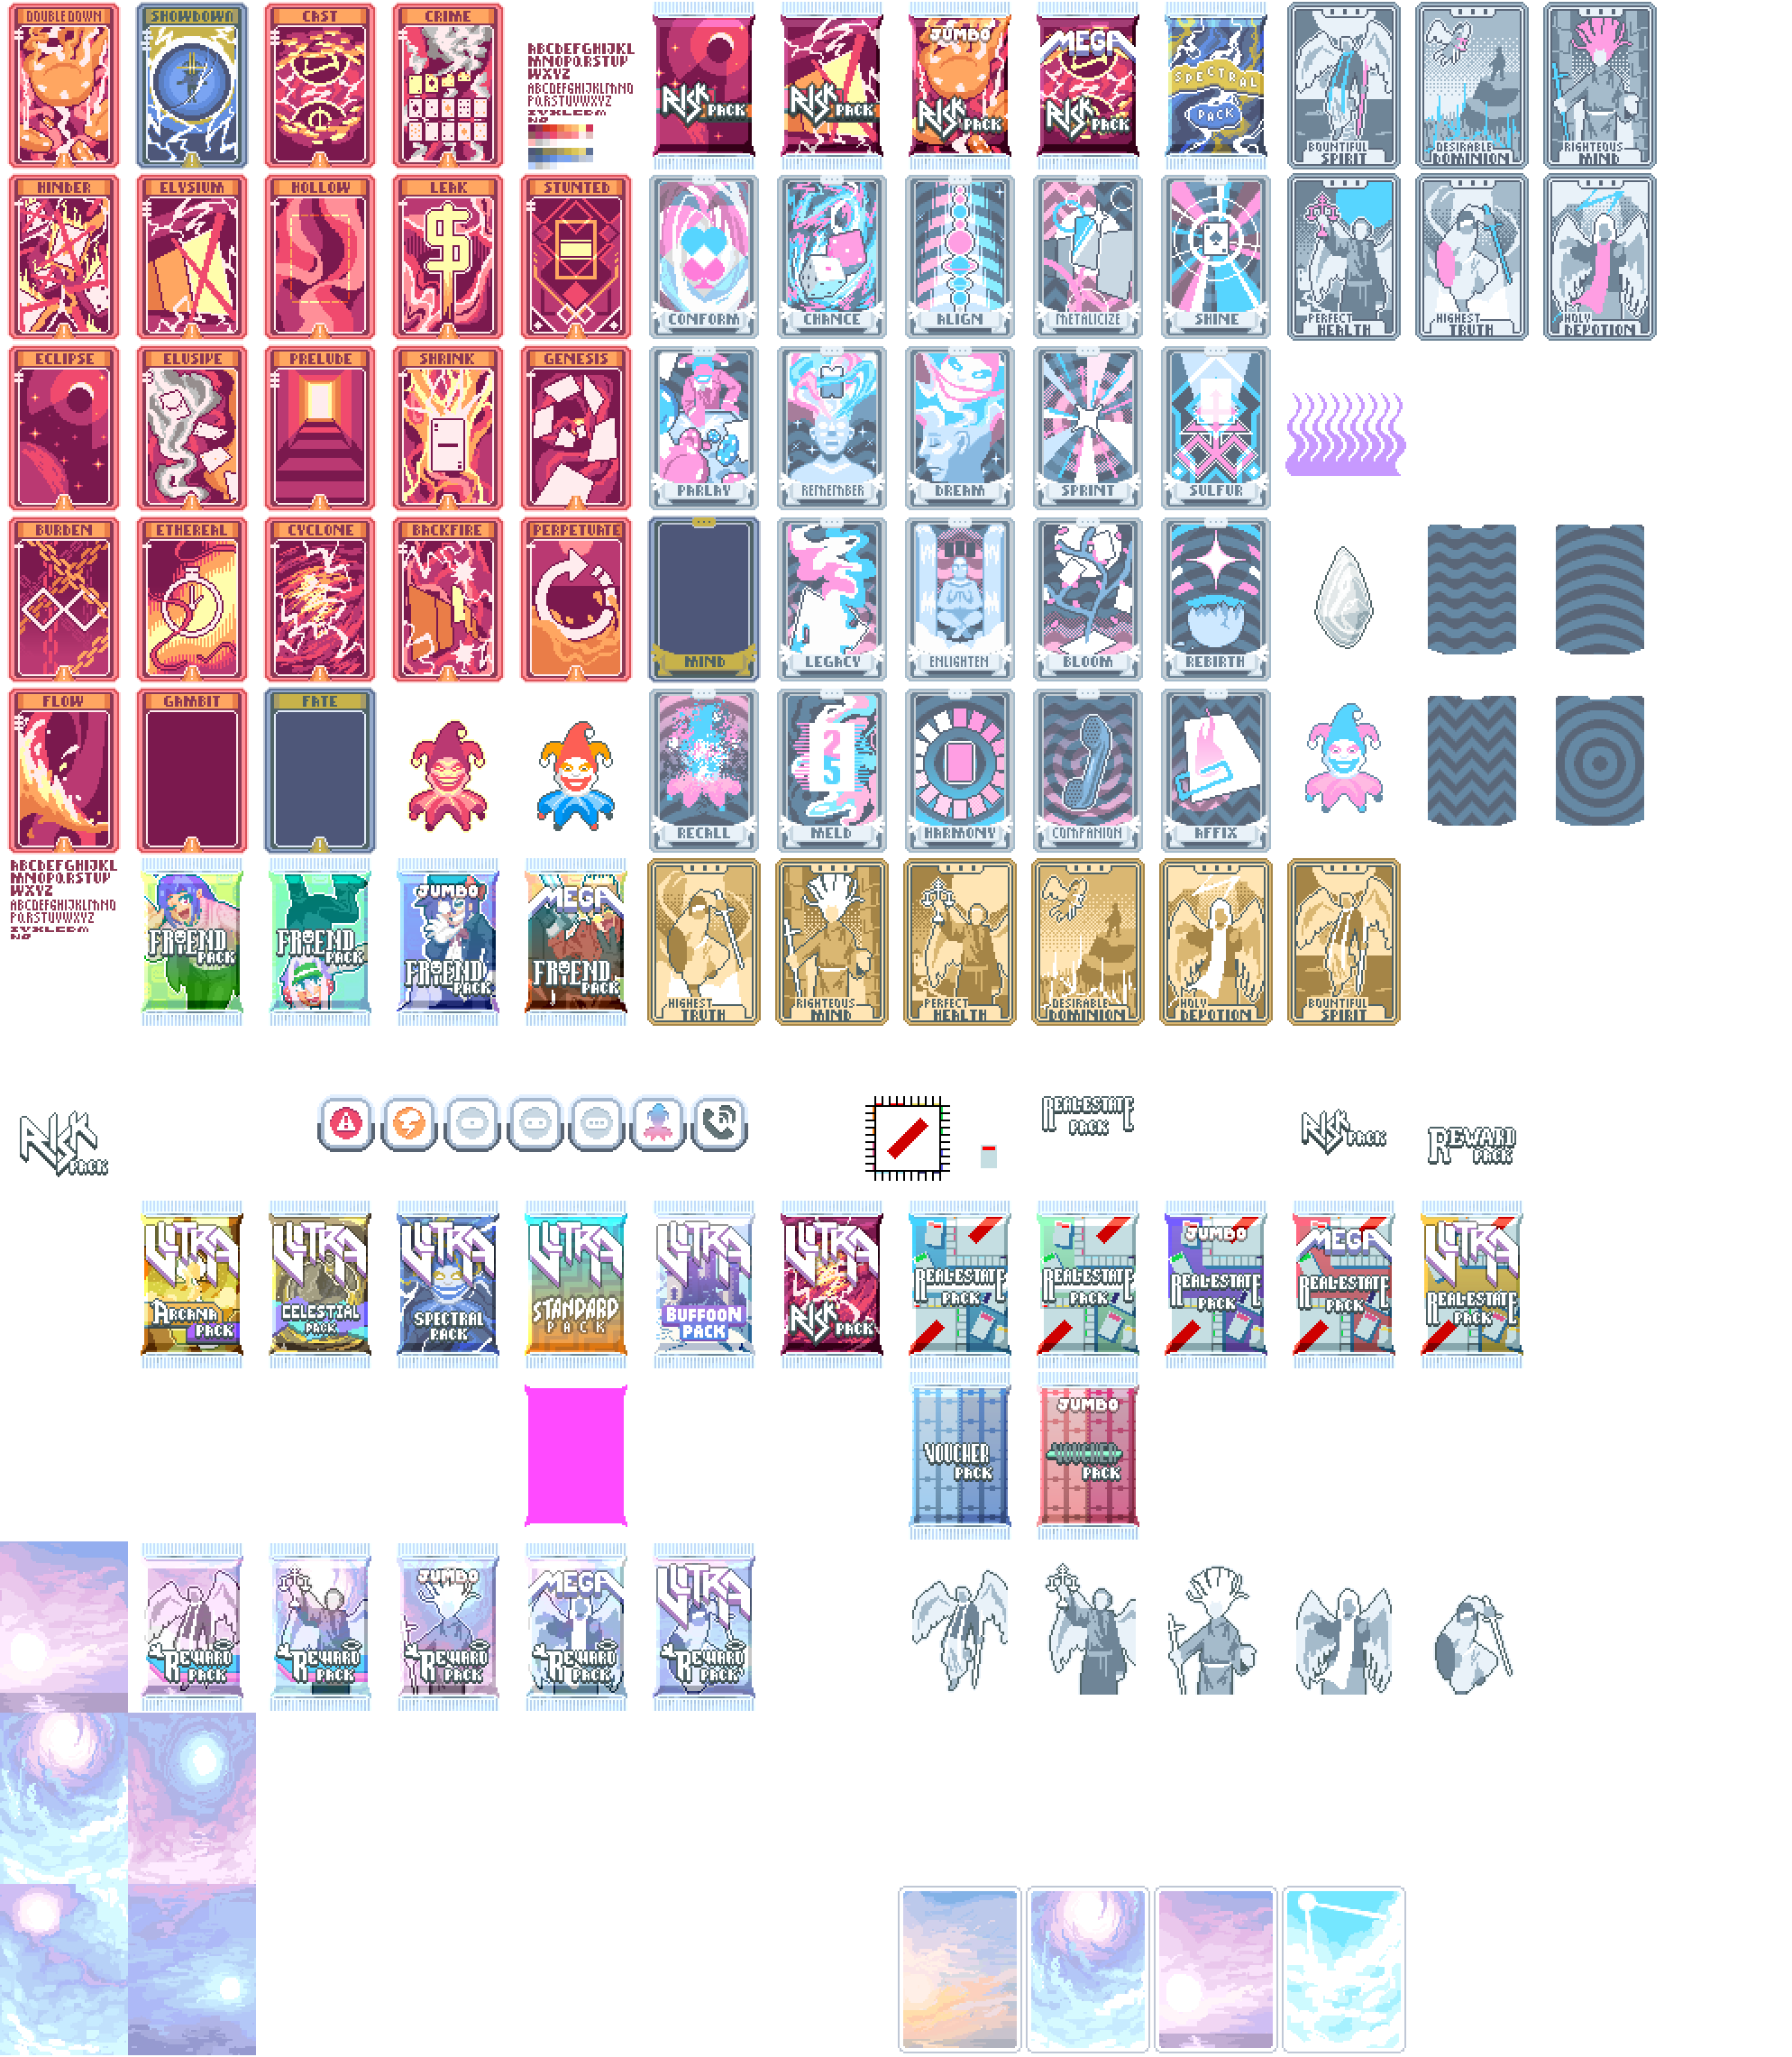 DOUBLE DOWN
SHOWDOWN
CAST
CRIME
ABCDEFGHIJKL
MNOPQRSTUV
WXYZ
ABCDEFGHIJKLMNO
PQRSTUVWXYZ
RISK PACK
RISK PACK
JUMBO RISK PACK
MEGA RISK PACK
SPECTRAL PACK
BOUNTIFUL SPIRIT
DESIRABLE DOMINION
RIGHTEOUS MIND
HINDER
ELYSIUM
HOLLOW
LEAK
STUNTED
CONFORM
CHANCE
ALIGN
METALICIZE
SHINE
PERFECT HEALTH
HIGHEST TRUTH
HOLY DEVOTION
ECLIPSE
ELUSIVE
PRELUDE
SHRINK
GENESIS
PARLAY
REMEMBER
DREAM
SPRINT
SULFUR
BURDEN
ETHEREAL
CYCLONE
BACKFIRE
PERPETUATE
MIND
LEGACY
ENLIGHTEN
BLOOM
REBIRTH
FLOW
GAMBIT
FATE
RECALL
25
MELD
HARMONY
COMPANION
AFFIX
ABCDEFGHIJKL
MNOPQRSTUV
WXYZ
ABCDEFGHIJKLMNO
PQRSTUVWXYZ
FRIEND PACK
FRIEND PACK
JUMBO FRIEND PACK
MEGA FRIEND PACK
HIGHEST TRUTH
RIGHTEOUS MIND
PERFECT HEALTH
DESIRABLE DOMINION
HOLY DEVOTION
BOUNTIFUL SPIRIT
RISK PACK
REAL-ESTATE PACK
RISK PACK
REWARD PACK
ULTRA ARCANA PACK
ULTRA CELESTIAL PACK
ULTRA SPECTRAL PACK
ULTRA STANDARD PACK
ULTRA BUFFOON PACK
ULTRA RISK PACK
REAL-ESTATE PACK
REAL-ESTATE PACK
JUMBO REAL-ESTATE PACK
MEGA REAL-ESTATE PACK
ULTRA REAL-ESTATE PACK
VOUCHER PACK
JUMBO VOUCHER PACK
REWARD PACK
REWARD PACK
JUMBO REWARD PACK
MEGA REWARD PACK
ULTRA REWARD PACK